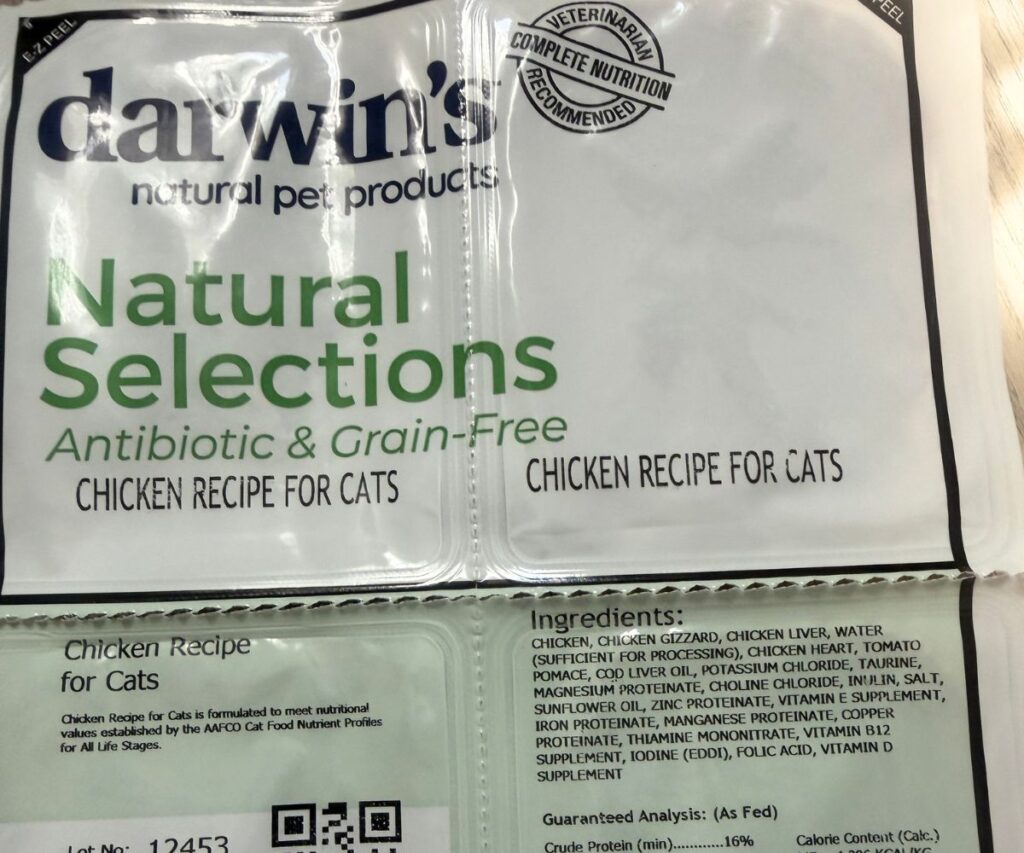 E-Z PEEL
PEEL
VETERINARIAN
COMPLETE NUTRITION
RECOMMENDED
darwin's
natural pet products
Natural
Selections
Antibiotic & Grain-Free
CHICKEN RECIPE FOR CATS
CHICKEN RECIPE FOR CATS
Chicken Recipe
for Cats
Chicken Recipe for Cats is formulated to meet nutritional
values established by the AAFCO Cat Food Nutrient Profiles
for All Life Stages.
Lot No: 12453
Ingredients:
CHICKEN, CHICKEN GIZZARD, CHICKEN LIVER, WATER
(SUFFICIENT FOR PROCESSING), CHICKEN HEART, TOMATO
POMACE, COD LIVER OIL, POTASSIUM CHLORIDE, TAURINE,
MAGNESIUM PROTEINATE, CHOLINE CHLORIDE, INULIN, SALT,
SUNFLOWER OIL, ZINC PROTEINATE, VITAMIN E SUPPLEMENT,
IRON PROTEINATE, MANGANESE PROTEINATE, COPPER
PROTEINATE, THIAMINE MONONITRATE, VITAMIN B12
SUPPLEMENT, IODINE (EDDI), FOLIC ACID, VITAMIN D
SUPPLEMENT
Guaranteed Analysis: (As Fed)
Crude Protein (min)............16%
Calorie Content (Calc.)
KCAL/KG